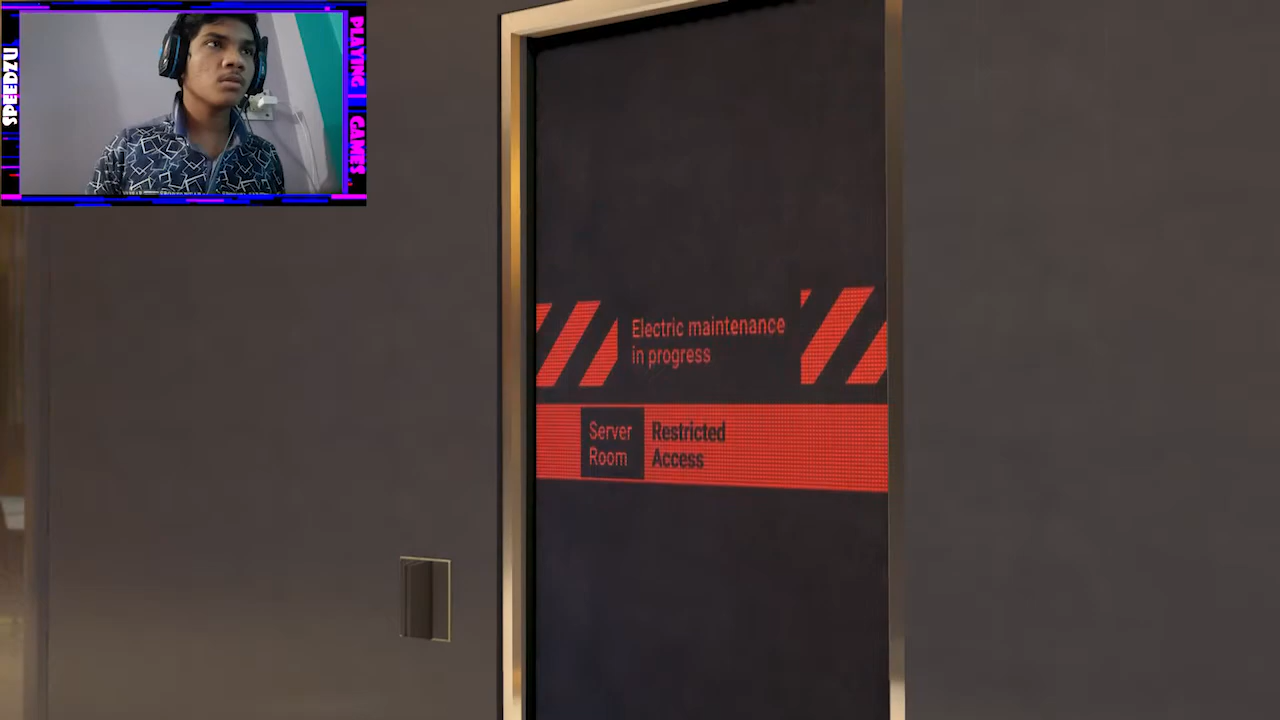 SPEEDZU
PLAYING
GAMES
Electric maintenance
in progress
Server
Room
Restricted
Access